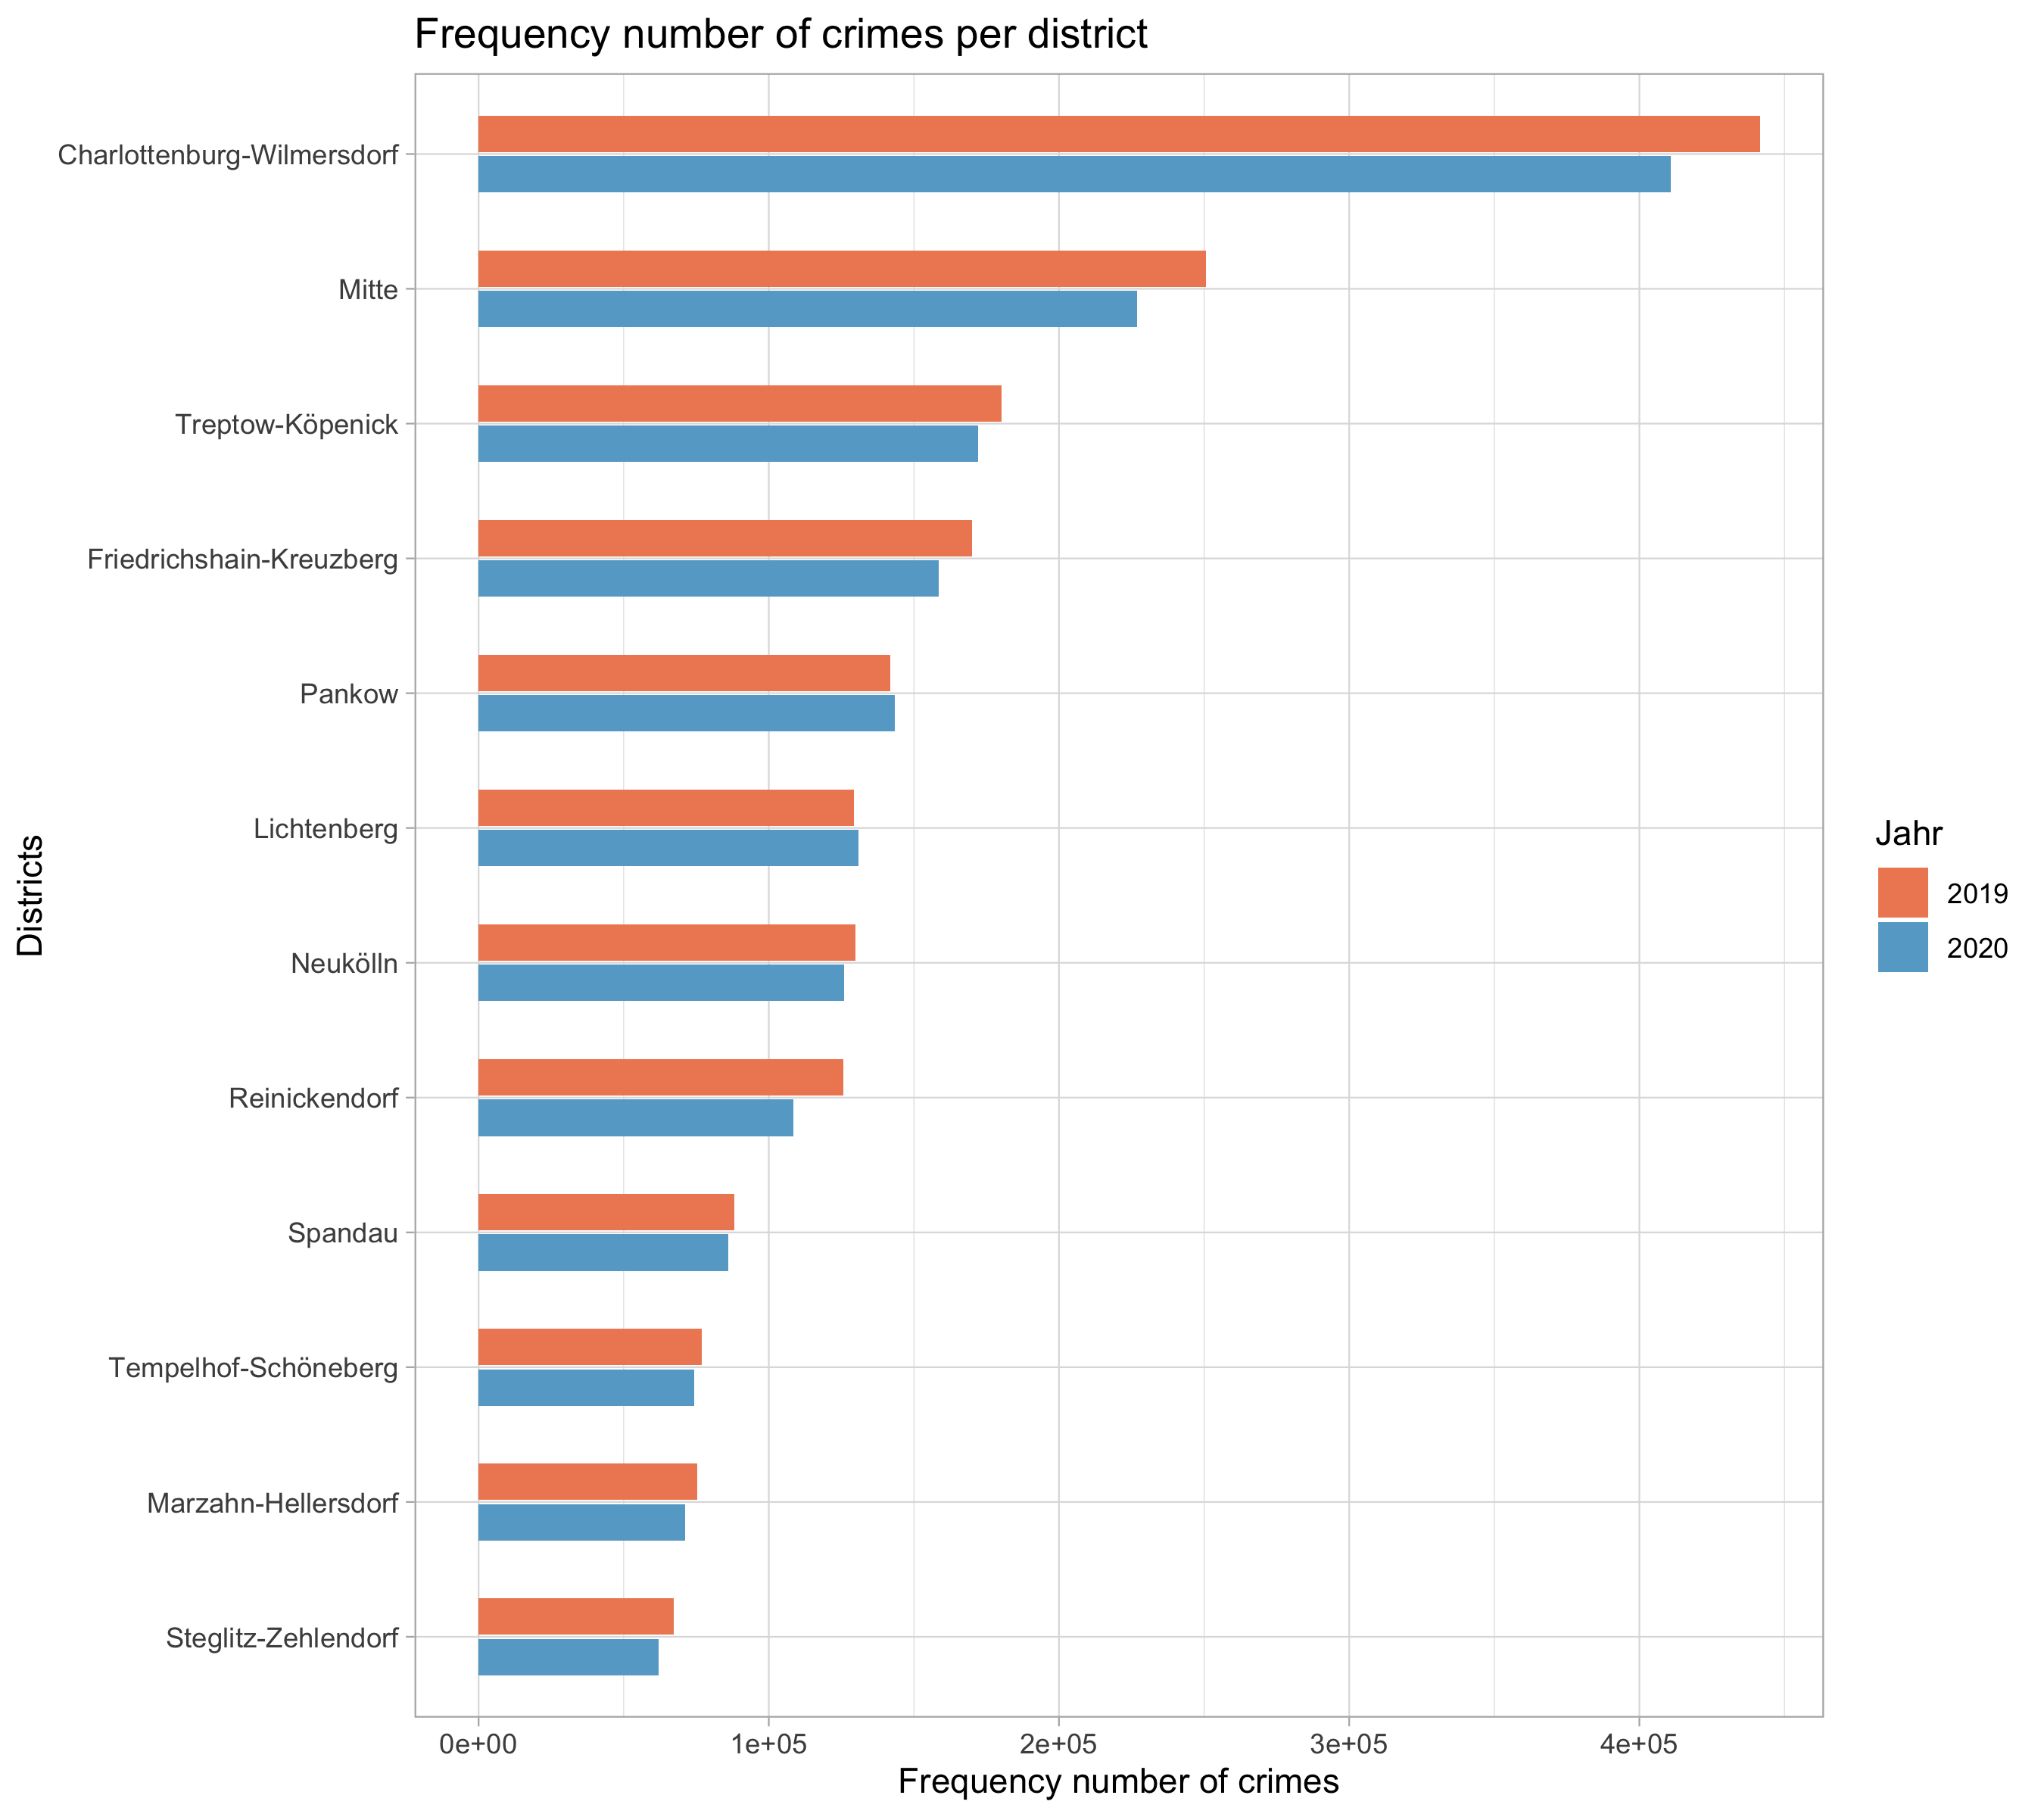 Frequency number of crimes per district
Charlottenburg-Wilmersdorf
Mitte
Treptow-Köpenick
Friedrichshain-Kreuzberg
Pankow
Lichtenberg
Neukölln
Reinickendorf
Spandau
Tempelhof-Schöneberg
Marzahn-Hellersdorf
Steglitz-Zehlendorf
Districts
0e+00 1e+05 2e+05 3e+05 4e+05
Frequency number of crimes
Jahr
2019
2020